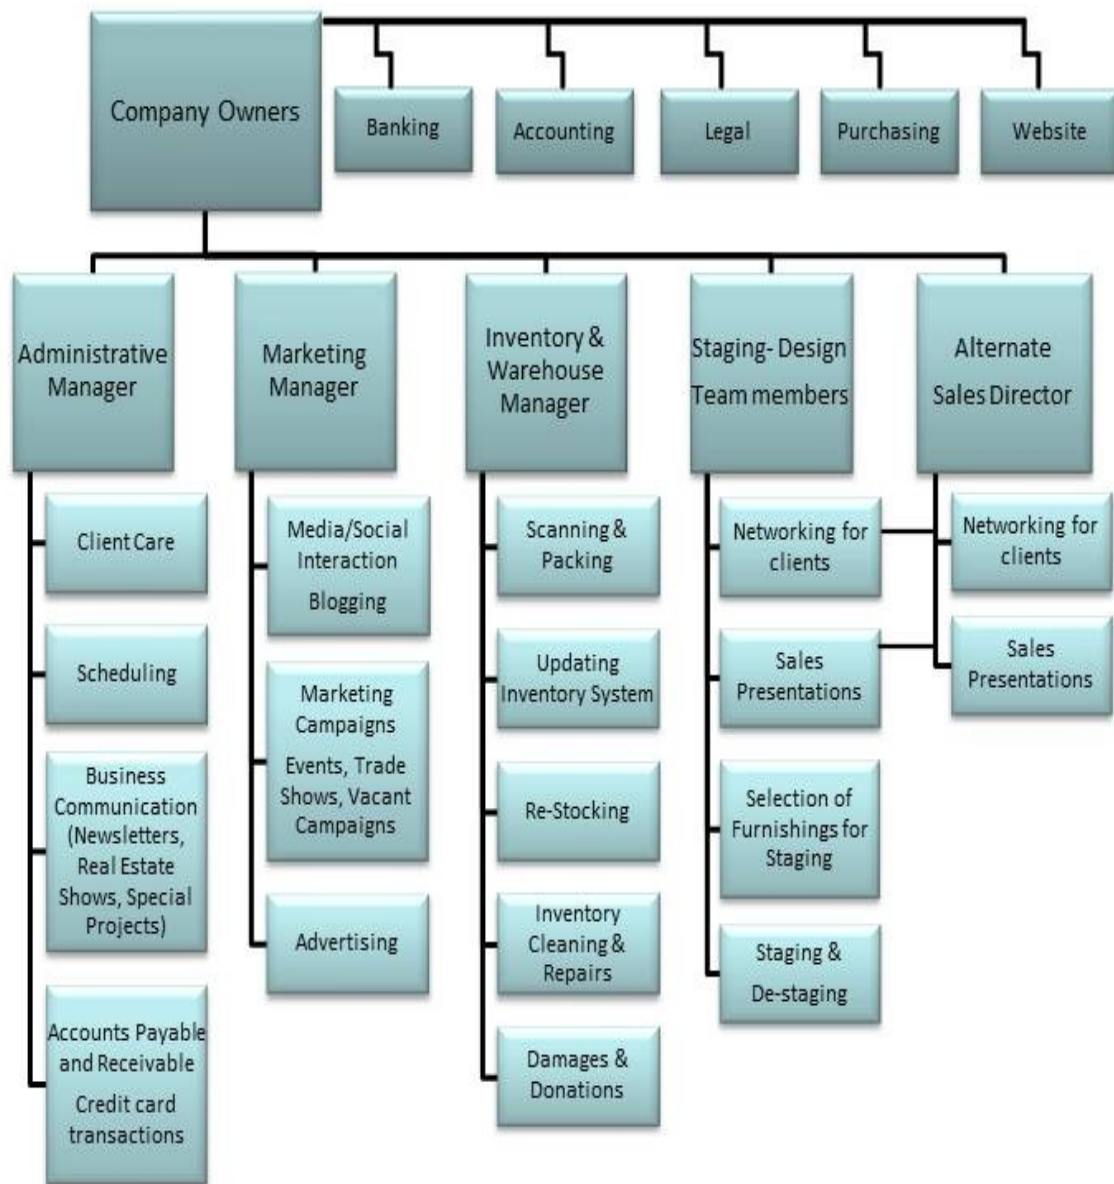 Company Owners
Banking
Accounting
Legal
Purchasing
Website
Administrative
Manager
Marketing
Manager
Inventory &
Warehouse
Manager
Staging- Design
Team members
Alternate
Sales Director
Client Care
Scheduling
Business
Communication
(Newsletters,
Real Estate
Shows, Special
Projects)
Accounts Payable
and Receivable
Credit card
transactions
Media/Social
Interaction
Blogging
Marketing
Campaigns
Events, Trade
Shows, Vacant
Campaigns
Advertising
Scanning &
Packing
Updating
Inventory System
Re-Stocking
Inventory
Cleaning &
Repairs
Damages &
Donations
Networking for
clients
Sales
Presentations
Selection of
Furnishings for
Staging
Staging &
De-staging
Networking for
clients
Sales
Presentations